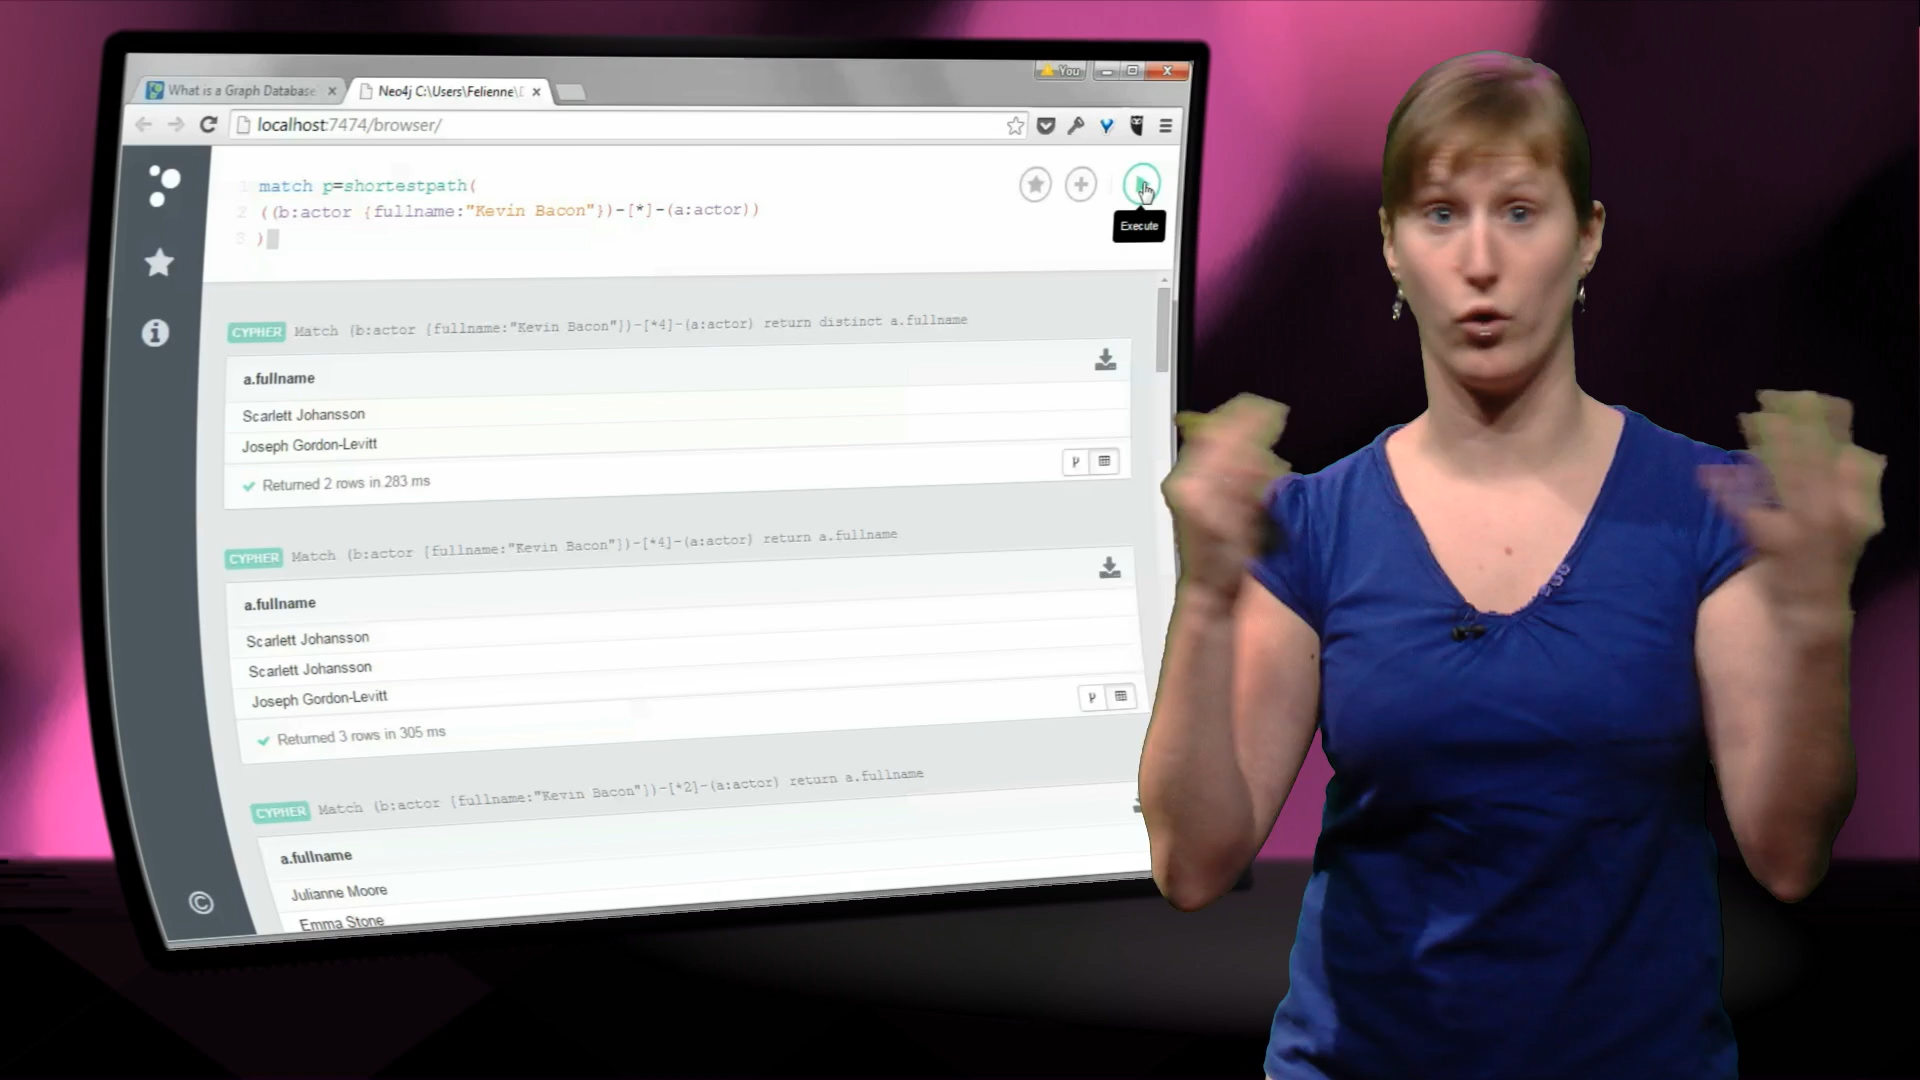 What is a Graph Database
Neo4j C:\Users\Felienne\
You
localhost:7474/browser/
1 match p=shortestpath(
2 ((b:actor {fullname:"Kevin Bacon"})-[*]-(a:actor))
3 )
Execute
CYPHER Match (b:actor {fullname:"Kevin Bacon"})-[*4]-(a:actor) return distinct a.fullname
a.fullname
Scarlett Johansson
Joseph Gordon-Levitt
Returned 2 rows in 283 ms
CYPHER Match (b:actor {fullname:"Kevin Bacon"})-[*4]-(a:actor) return a.fullname
a.fullname
Scarlett Johansson
Scarlett Johansson
Joseph Gordon-Levitt
Returned 3 rows in 305 ms
CYPHER Match (b:actor {fullname:"Kevin Bacon"})-[*2]-(a:actor) return a.fullname
a.fullname
Julianne Moore
Emma Stone